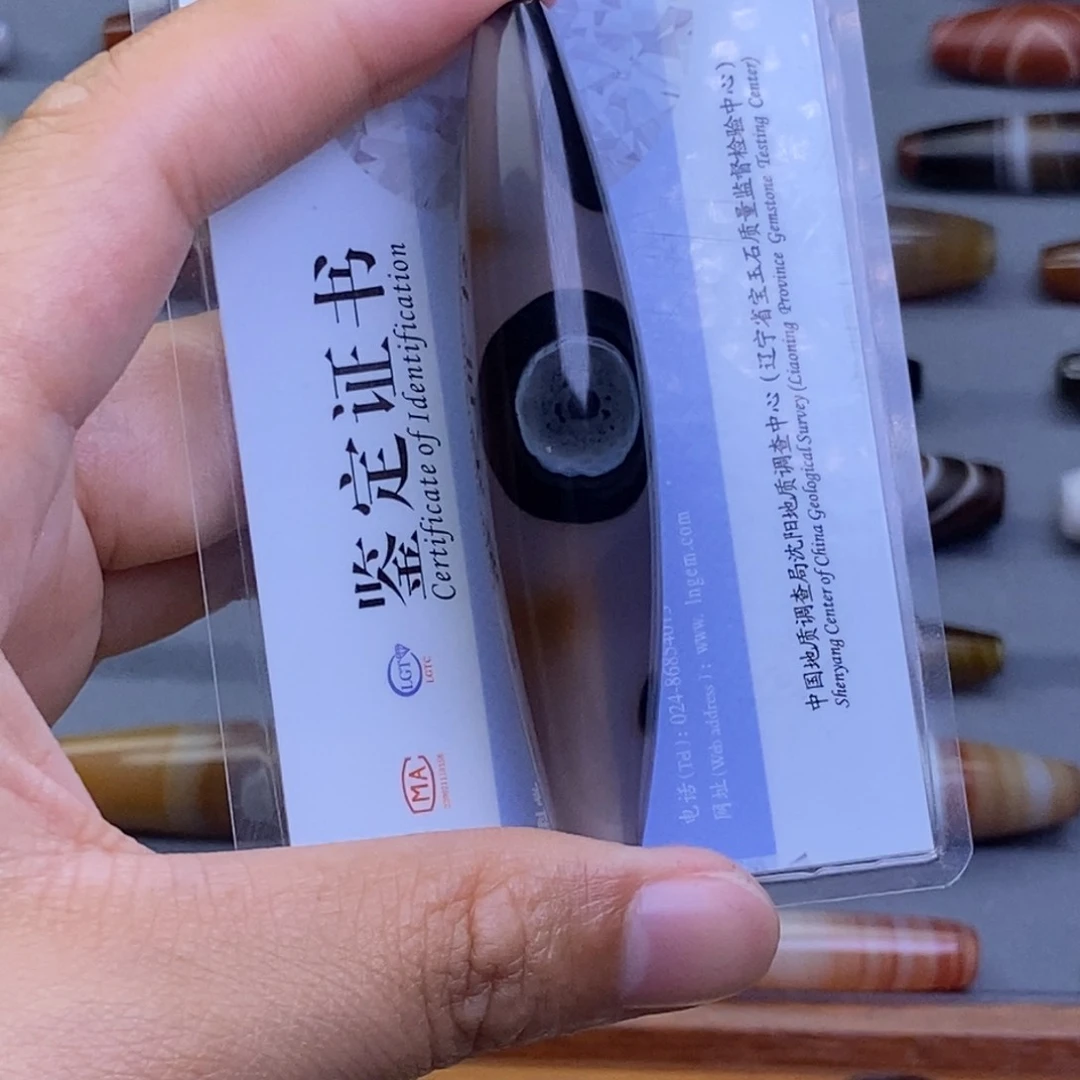 鉴定证书
Certificate of Identification
LGT
LGTC
MA
中国地质调查局沈阳地质调查中心（辽宁省宝玉石质量监督检验中心）
Shenyang Center of China Geological Survey (Liaoning Province Gemstone Testing Center)
电话(Tel): 024-
网址(Web address): www. lngem.com